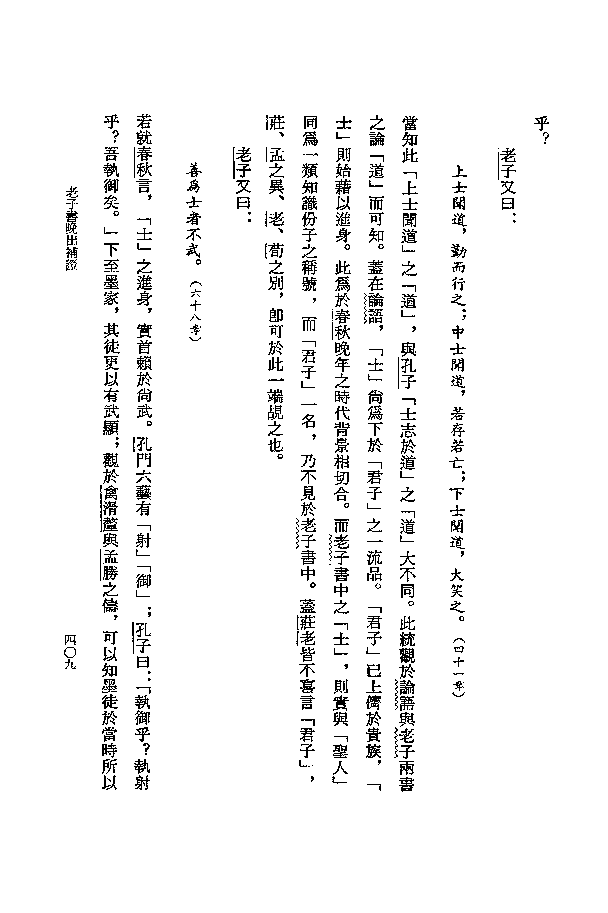 乎？
老子又曰：
上士聞道，勤而行之；中士聞道，若存若亡；下士聞道，大笑之。（四十一章）
當知此「上士聞道」之「道」，與孔子「士志於道」之「道」大不同。此統觀於論語與老子兩書
之論「道」而可知。蓋在論語，「士」尚爲下於「君子」之一流品。「君子」已上儕於貴族，「
士」則始藉以進身。此爲於春秋晚年之時代背景相切合。而老子書中之「士」，則實與「聖人」
同爲一類知識份子之稱號，而「君子」一名，乃不見於老子書中。蓋莊老皆不喜言「君子」，
莊、孟之異，老、荀之別，卽可於此一端覘之也。
老子又曰：
善爲士者不武。（六十八章）
若就春秋言，「士」之進身，實首賴於尚武。孔門六藝有「射」「御」；孔子曰：「執御乎？執射
乎？吾執御矣。」下至墨家，其徒更以有武顯；觀於禽滑釐與孟勝之儔，可以知墨徒於當時所以
老子書晚出補證
四〇九